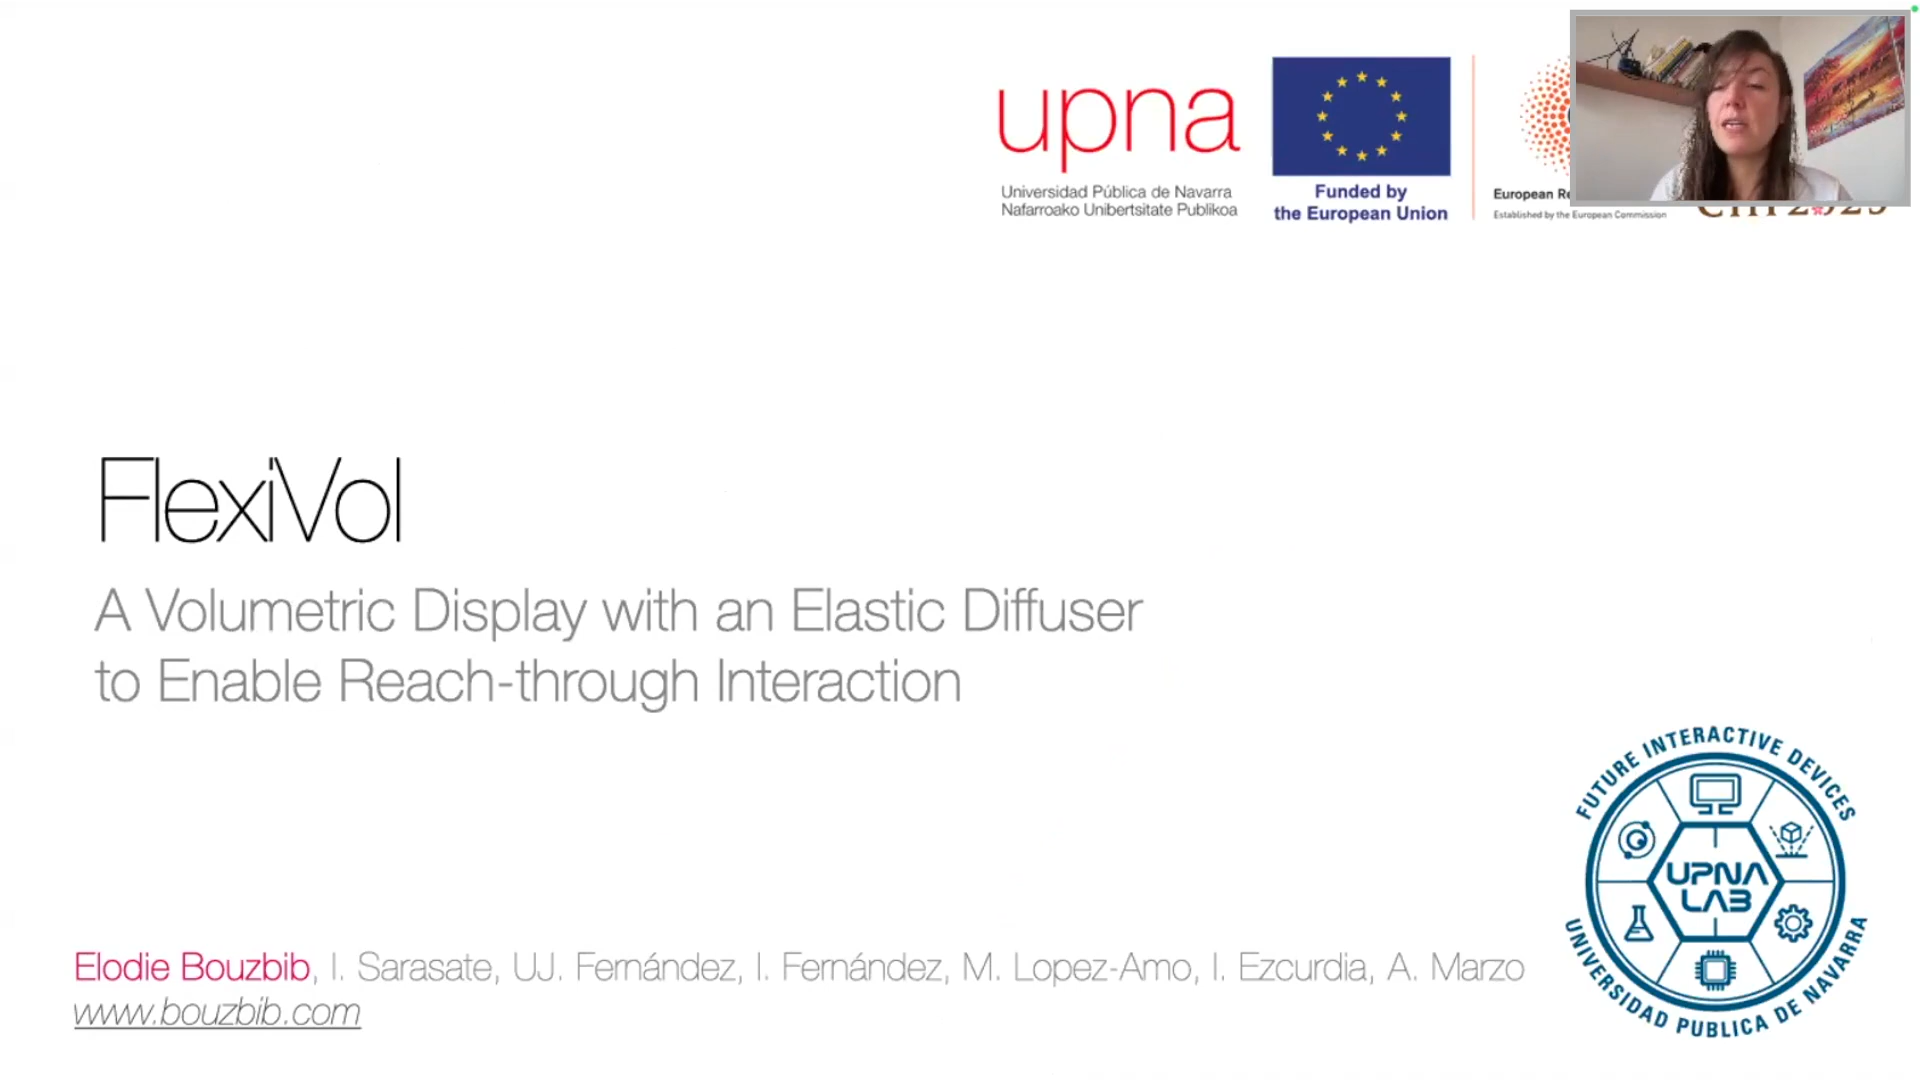 upna
Universidad Pública de Navarra
Nafarroako Unibertsitate Publikoa
Funded by
the European Union
European
Established by the European Commission
FlexiVol
A Volumetric Display with an Elastic Diffuser
to Enable Reach-through Interaction
Elodie Bouzbib, I. Sarasate, UJ. Fernández, I. Fernández, M. Lopez-Amo, I. Ezcurdia, A. Marzo
www.bouzbib.com
FUTURE INTERACTIVE DEVICES
UPNA
LAB
UNIVERSIDAD PUBLICA DE NAVARRA